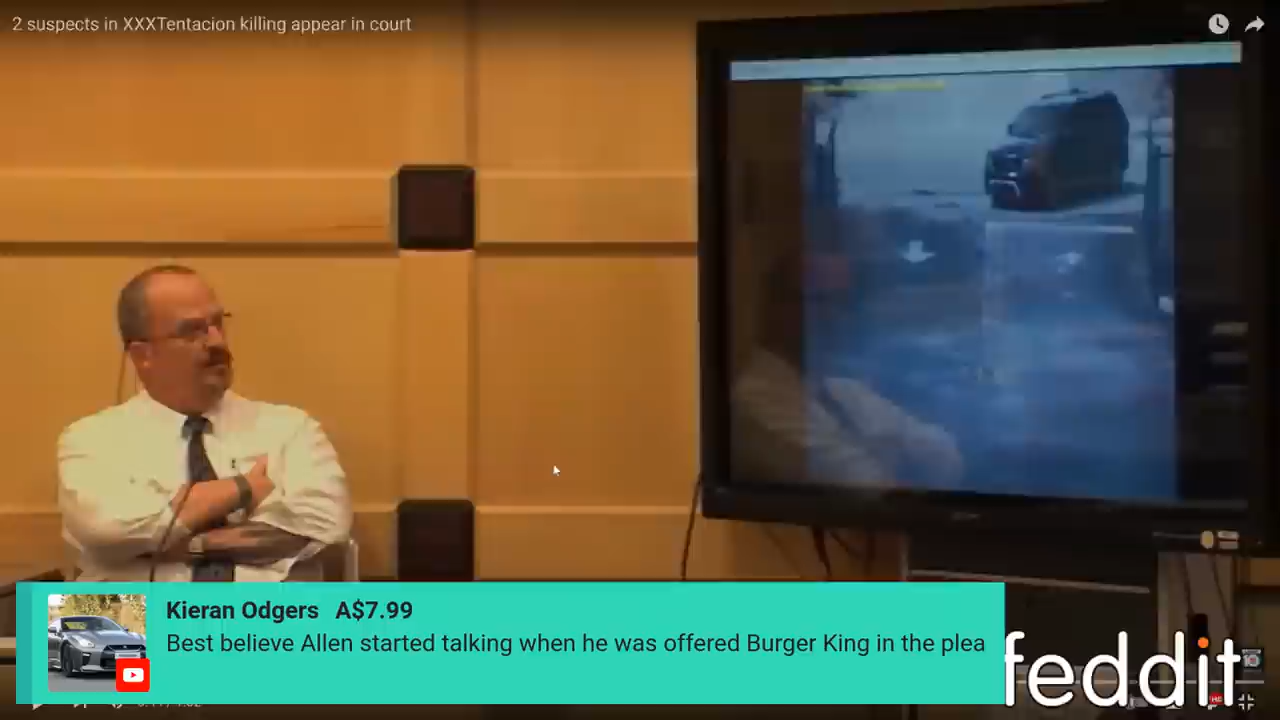 2 suspects in XXXTentacion killing appear in court
Kieran Odgers A$7.99
Best believe Allen started talking when he was offered Burger King in the plea
feddit